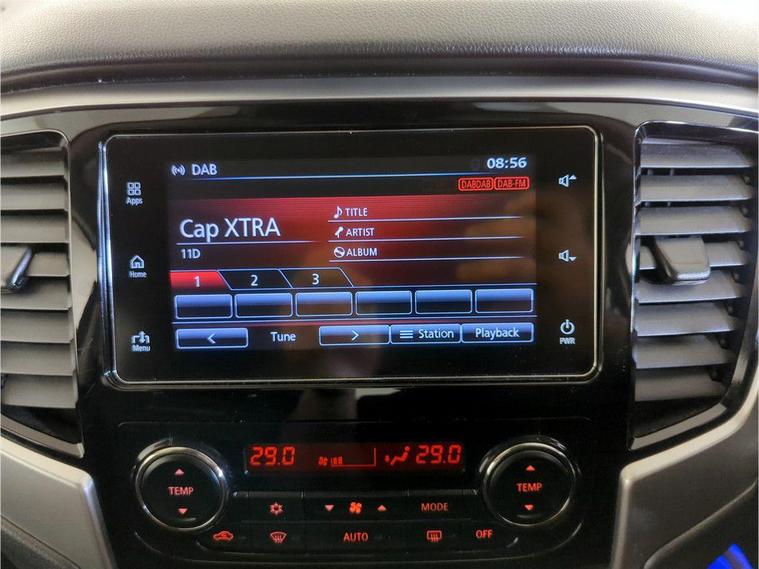 DAB
08:56
DABDAB DAB-FM
Apps
Cap XTRA
11D
TITLE
ARTIST
ALBUM
Home
1 2 3
Menu
< Tune > Station Playback
PWR
29.0
29.0
TEMP
TEMP
MODE
AUTO
OFF